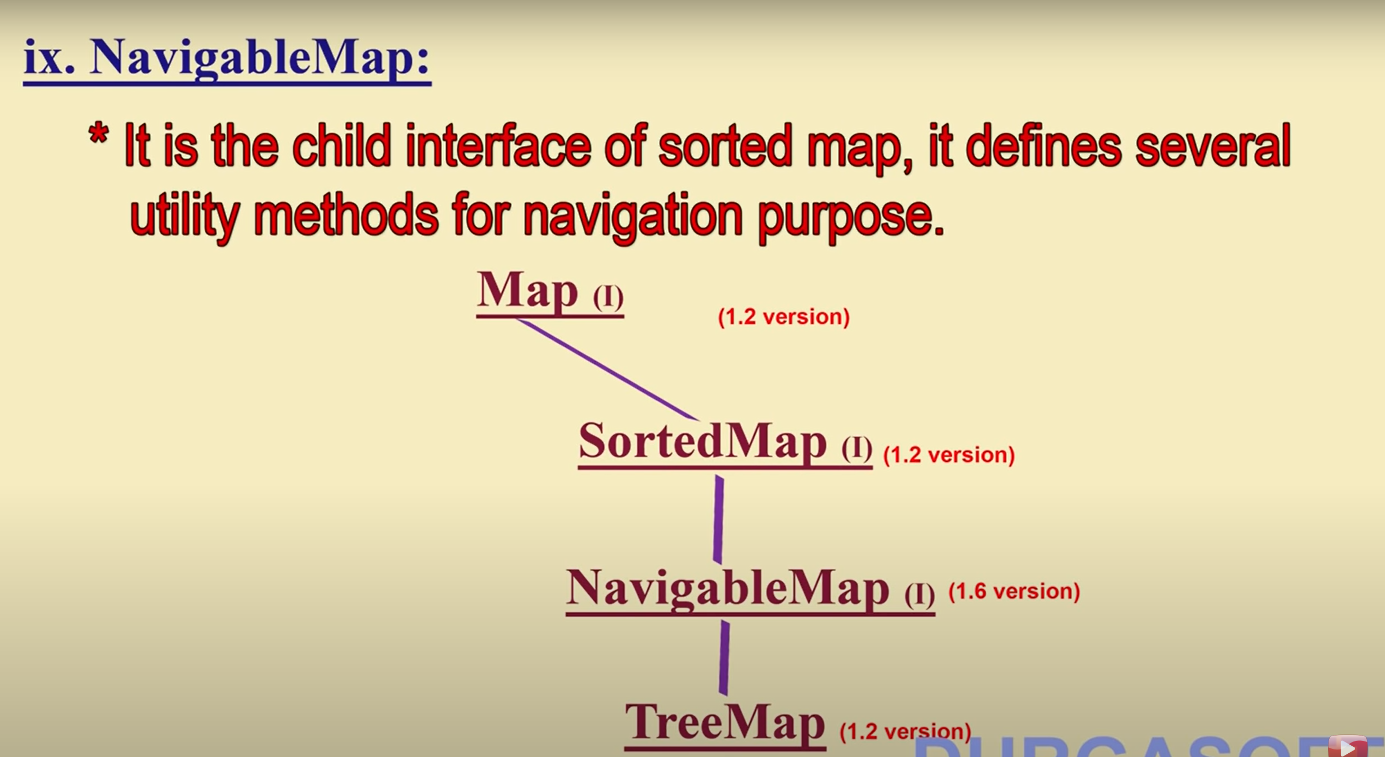 ix. NavigableMap:
* It is the child interface of sorted map, it defines several
utility methods for navigation purpose.
Map (I)
(1.2 version)
SortedMap (I) (1.2 version)
NavigableMap (I) (1.6 version)
TreeMap (1.2 version)